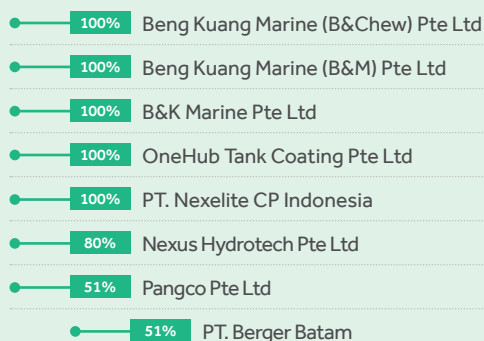 100% Beng Kuang Marine (B&Chew) Pte Ltd
100% Beng Kuang Marine (B&M) Pte Ltd
100% B&K Marine Pte Ltd
100% OneHub Tank Coating Pte Ltd
100% PT. Nexelite CP Indonesia
80% Nexus Hydrotech Pte Ltd
51% Pangco Pte Ltd
51% PT. Berger Batam